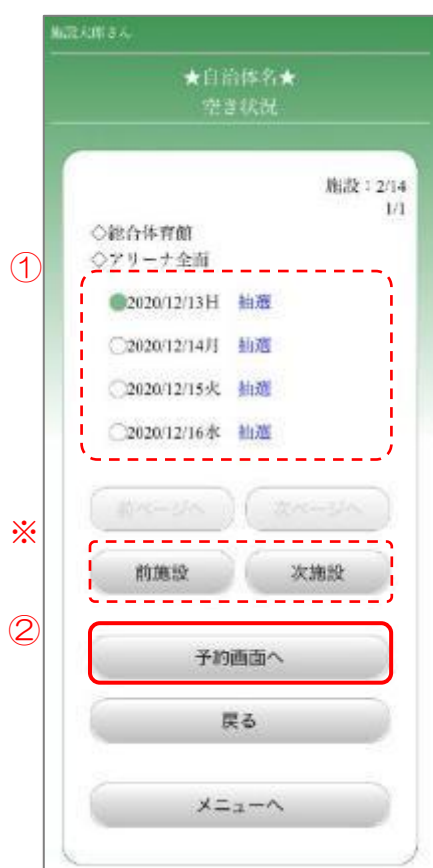 施設太郎さん
★自治体名★
空き状況
施設：2/14
1/1
◇総合体育館
◇アリーナ全面
①
2020/12/13日 抽選
2020/12/14月 抽選
2020/12/15火 抽選
2020/12/16水 抽選
前ページへ 次ページへ
※
前施設 次施設
②
予約画面へ
戻る
メニューへ